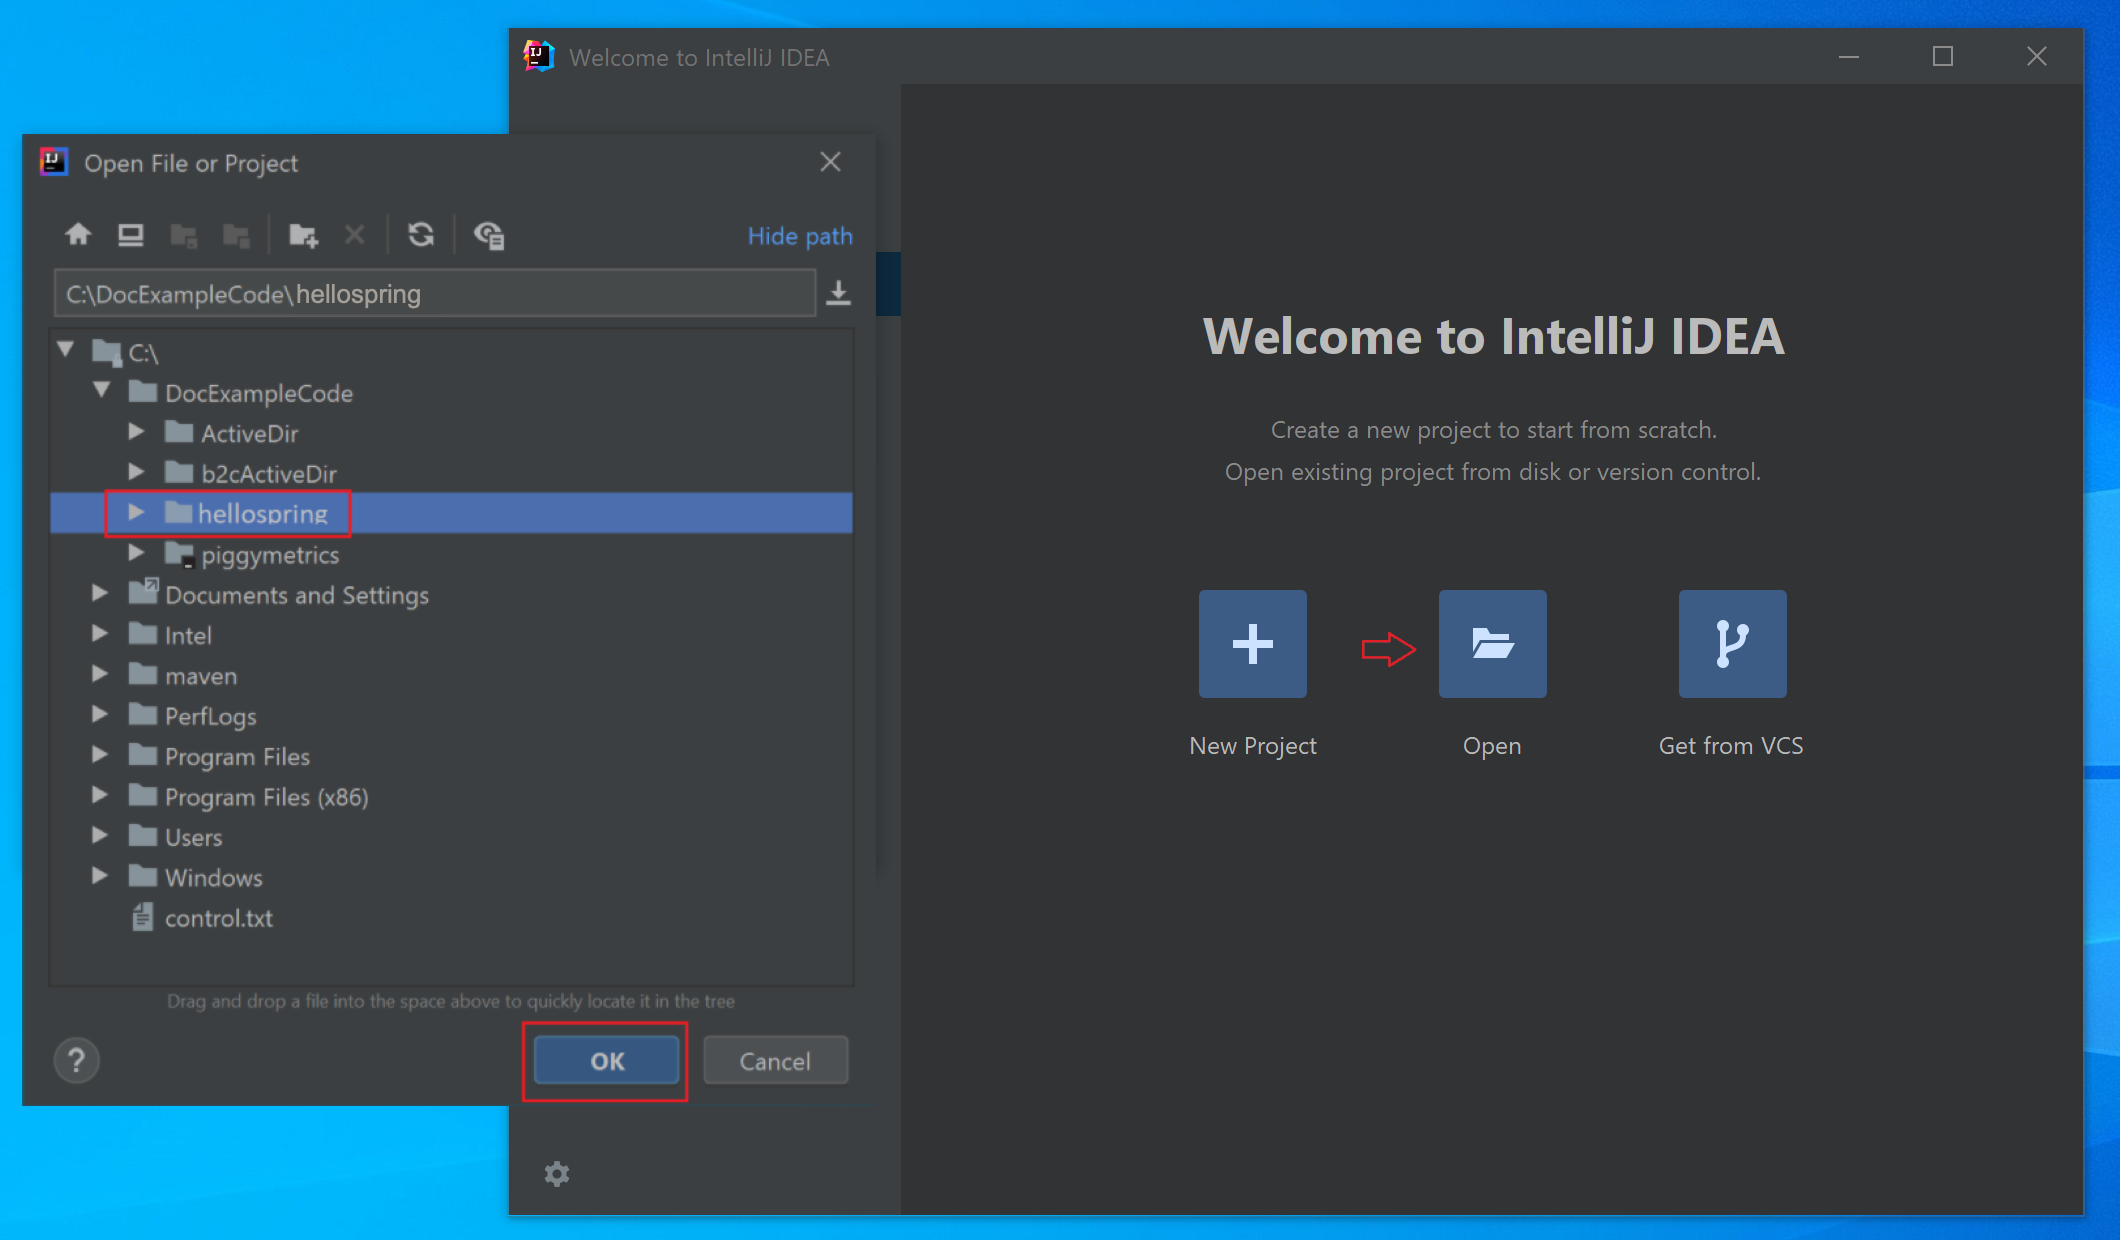 Welcome to IntelliJ IDEA
Open File or Project
Hide path
C:\DocExampleCode\hellospring
C:\
DocExampleCode
ActiveDir
b2cActiveDir
hellospring
piggymetrics
Documents and Settings
Intel
maven
PerfLogs
Program Files
Program Files (x86)
Users
Windows
control.txt
Drag and drop a file into the space above to quickly locate it in the tree
?
OK
Cancel
Welcome to IntelliJ IDEA
Create a new project to start from scratch.
Open existing project from disk or version control.
New Project
Open
Get from VCS